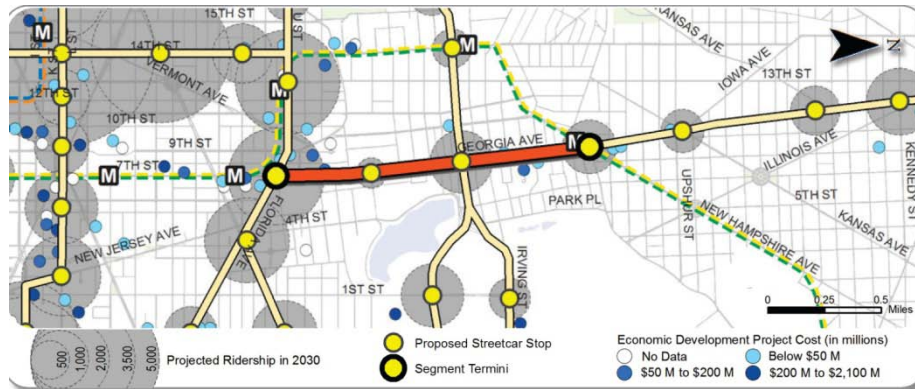 15TH ST
U ST
KANSAS AVE
M
14TH ST
M
N
K ST
VERMONT AVE
IOWA AVE
13TH ST
12TH ST
M
10TH ST
9TH ST
GEORGIA AVE
M
ILLINOIS AVE
KENNEDY ST
7TH ST
M
M
5TH ST
PARK PL
UPSHUR ST
FLORIDA AVE
4TH ST
NEW JERSEY AVE
NEW HAMPSHIRE AVE
KANSAS AVE
IRVING ST
1ST ST
0 0.25 0.5
Miles
500
1,000
2,000
3,500
5,000
Projected Ridership in 2030
Proposed Streetcar Stop
Segment Termini
Economic Development Project Cost (in millions)
No Data
Below $50 M
$50 M to $200 M
$200 M to $2,100 M